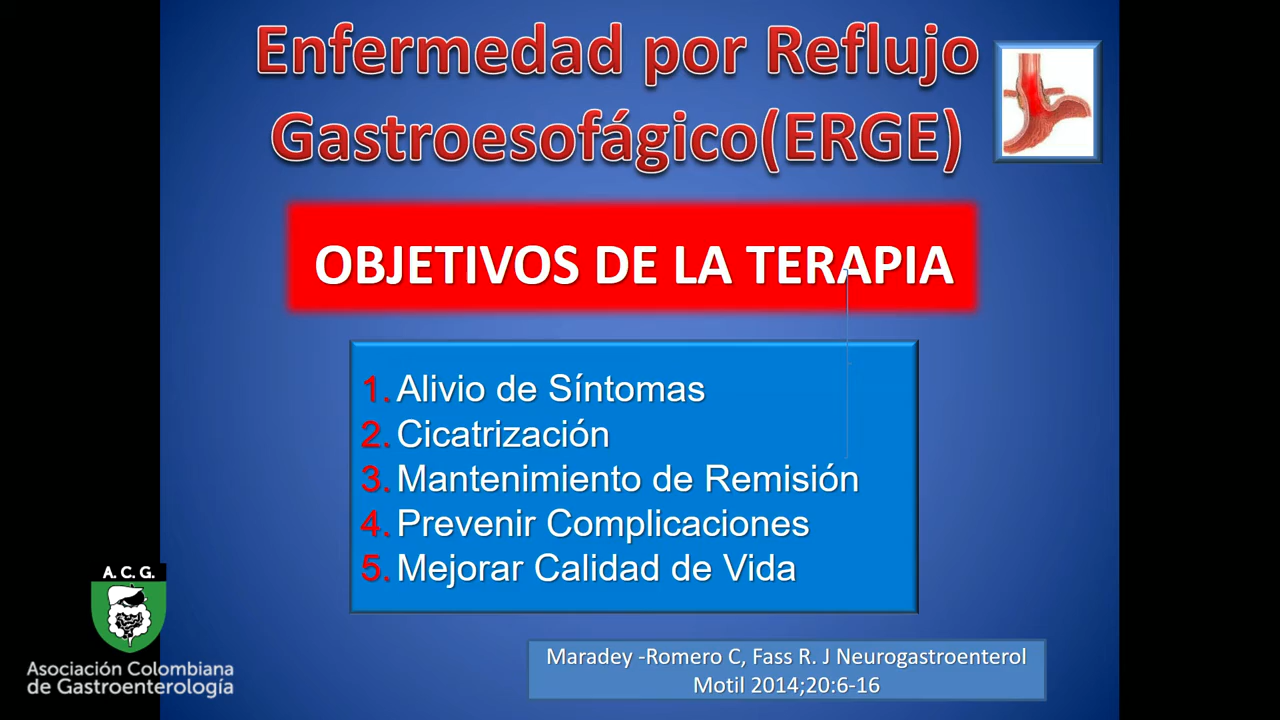 Enfermedad por Reflujo
Gastroesofágico(ERGE)
OBJETIVOS DE LA TERAPIA
1. Alivio de Síntomas
2. Cicatrización
3. Mantenimiento de Remisión
4. Prevenir Complicaciones
5. Mejorar Calidad de Vida
A. C. G.
Asociación Colombiana
de Gastroenterología
Maradey -Romero C, Fass R. J Neurogastroenterol
Motil 2014;20:6-16